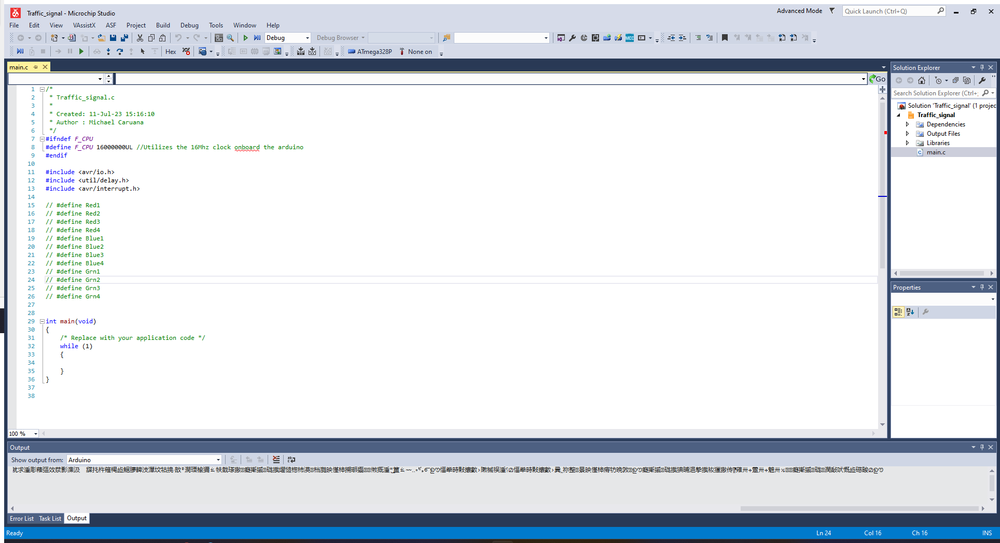 Traffic_signal - Microchip Studio
Advanced Mode
Quick Launch (Ctrl+Q)
File Edit View VAssistX ASF Project Build Debug Tools Window Help
Debug
Debug Browser
MCC
Hex
ATmega328P
None on
main.c
Go
1 /*
2 * Traffic_signal.c
3 *
4 * Created: 11-Jul-23 15:16:10
5 * Author : Michael Caruana
6 */
7 #ifndef F_CPU
8 #define F_CPU 16000000UL //Utilizes the 16Mhz clock onboard the arduino
9 #endif
10
11 #include <avr/io.h>
12 #include <util/delay.h>
13 #include <avr/interrupt.h>
14
15 // #define Red1
16 // #define Red2
17 // #define Red3
18 // #define Red4
19 // #define Blue1
20 // #define Blue2
21 // #define Blue3
22 // #define Blue4
23 // #define Grn1
24 // #define Grn2
25 // #define Grn3
26 // #define Grn4
27
28
29 int main(void)
30 {
31 /* Replace with your application code */
32 while (1)
33 {
34
35 }
36 }
37
38
100 %
Solution Explorer
Search Solution Explorer (Ctrl+;
Solution 'Traffic_signal' (1 projec
Traffic_signal
Dependencies
Output Files
Libraries
main.c
Properties
Output
Show output from: Arduino
Error List Task List Output
Ready
Ln 24 Col 16 Ch 16 INS